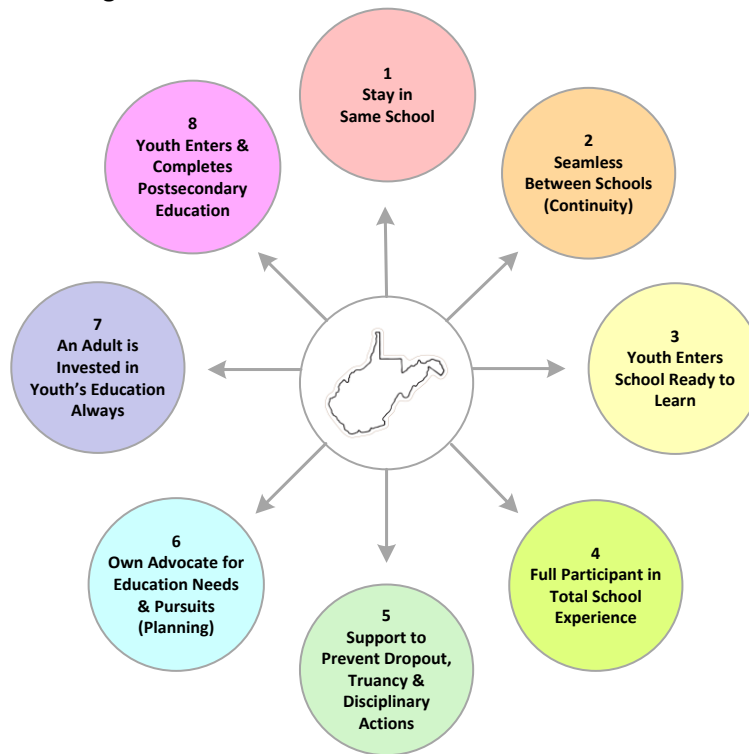 1
Stay in
Same School
2
Seamless
Between Schools
(Continuity)
3
Youth Enters
School Ready to
Learn
4
Full Participant in
Total School
Experience
5
Support to
Prevent Dropout,
Truancy &
Disciplinary
Actions
6
Own Advocate for
Education Needs
& Pursuits
(Planning)
7
An Adult is
Invested in
Youth’s Education
Always
8
Youth Enters &
Completes
Postsecondary
Education